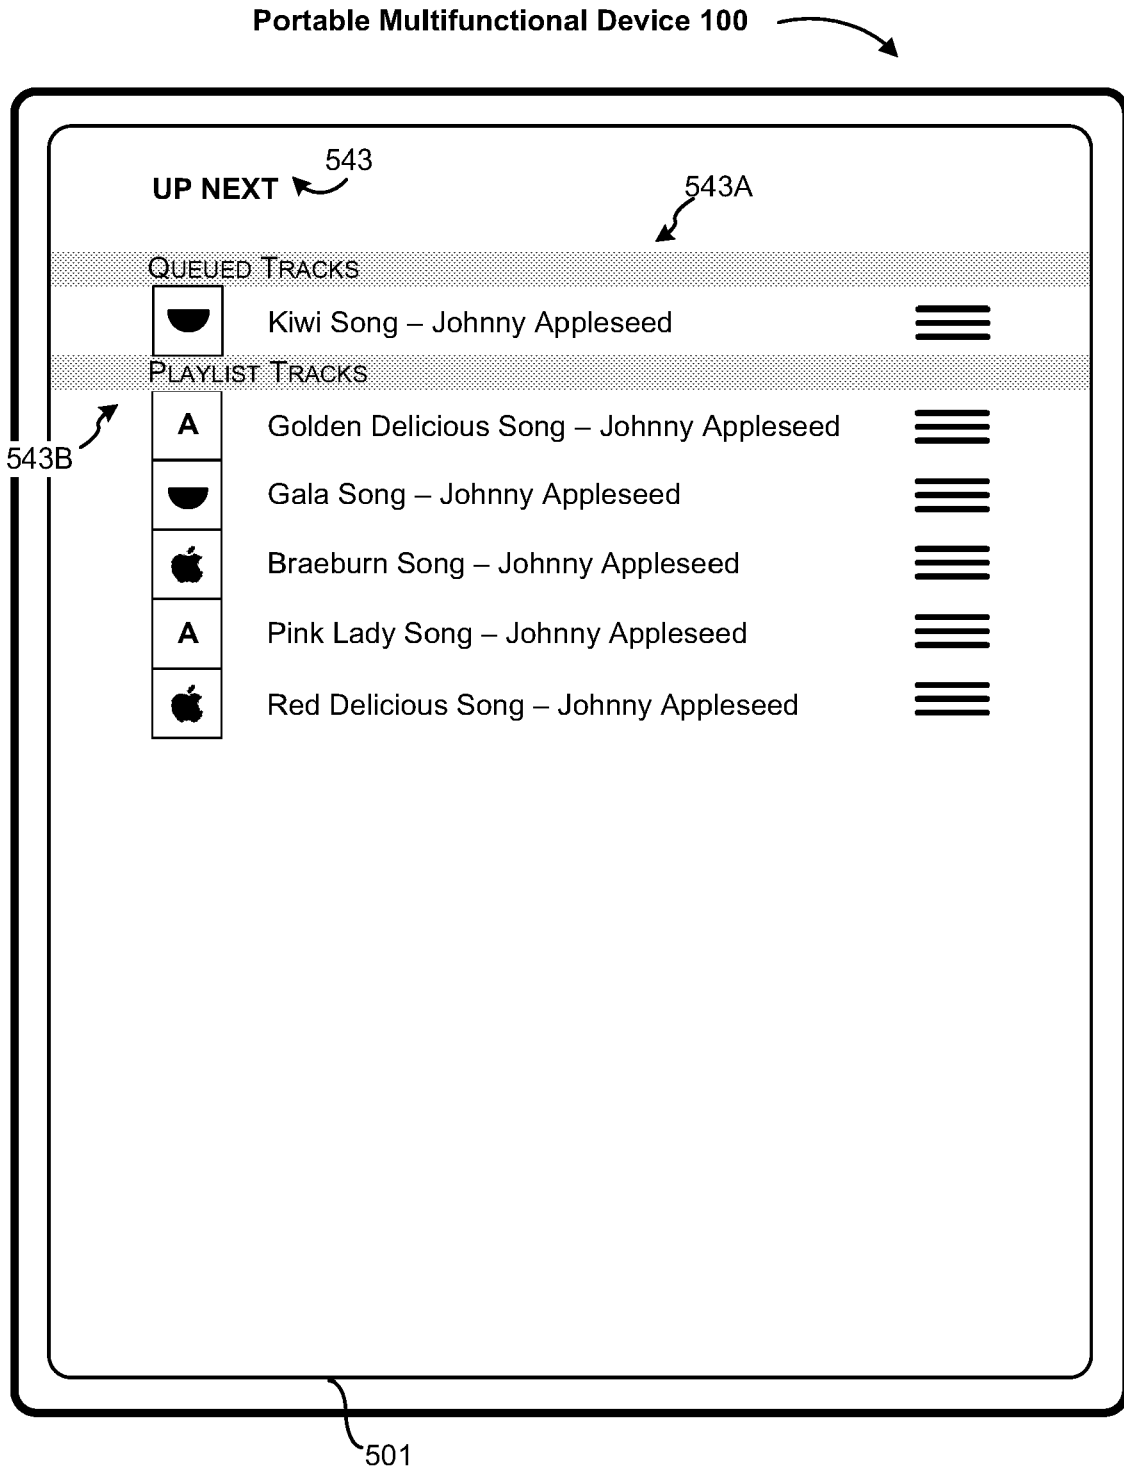 Portable Multifunctional Device 100
543
UP NEXT
543A
QUEUED TRACKS
Kiwi Song – Johnny Appleseed
PLAYLIST TRACKS
A Golden Delicious Song – Johnny Appleseed
543B
Gala Song – Johnny Appleseed
Braeburn Song – Johnny Appleseed
A Pink Lady Song – Johnny Appleseed
Red Delicious Song – Johnny Appleseed
501